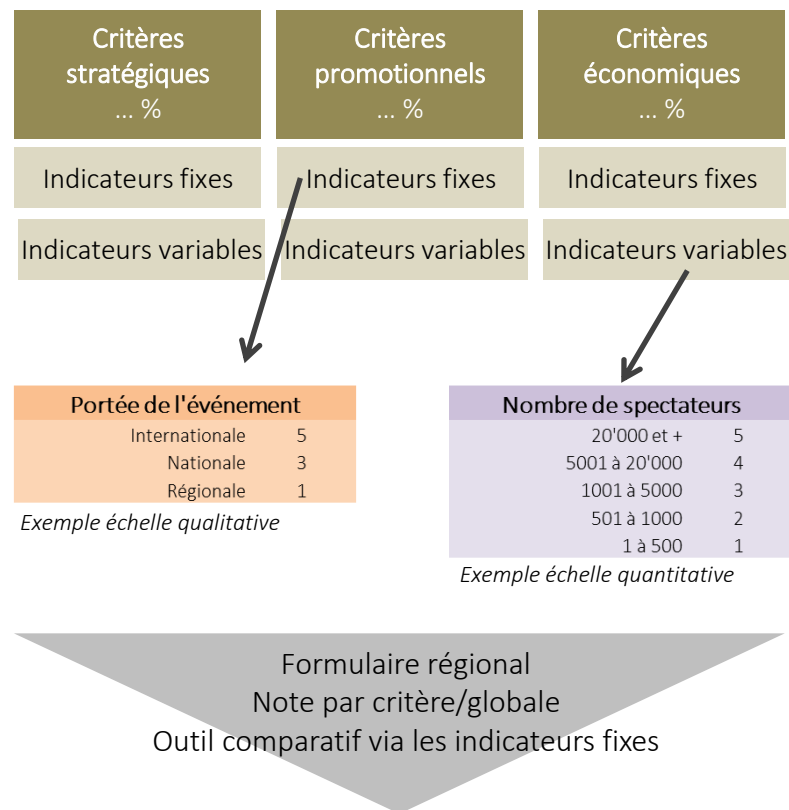 Critères
stratégiques
... %
Critères
promotionnels
... %
Critères
économiques
... %
Indicateurs fixes
Indicateurs fixes
Indicateurs fixes
Indicateurs variables
Indicateurs variables
Indicateurs variables
Portée de l'événement
Internationale 5
Nationale 3
Régionale 1
Exemple échelle qualitative
Nombre de spectateurs
20'000 et + 5
5001 à 20'000 4
1001 à 5000 3
501 à 1000 2
1 à 500 1
Exemple échelle quantitative
Formulaire régional
Note par critère/globale
Outil comparatif via les indicateurs fixes